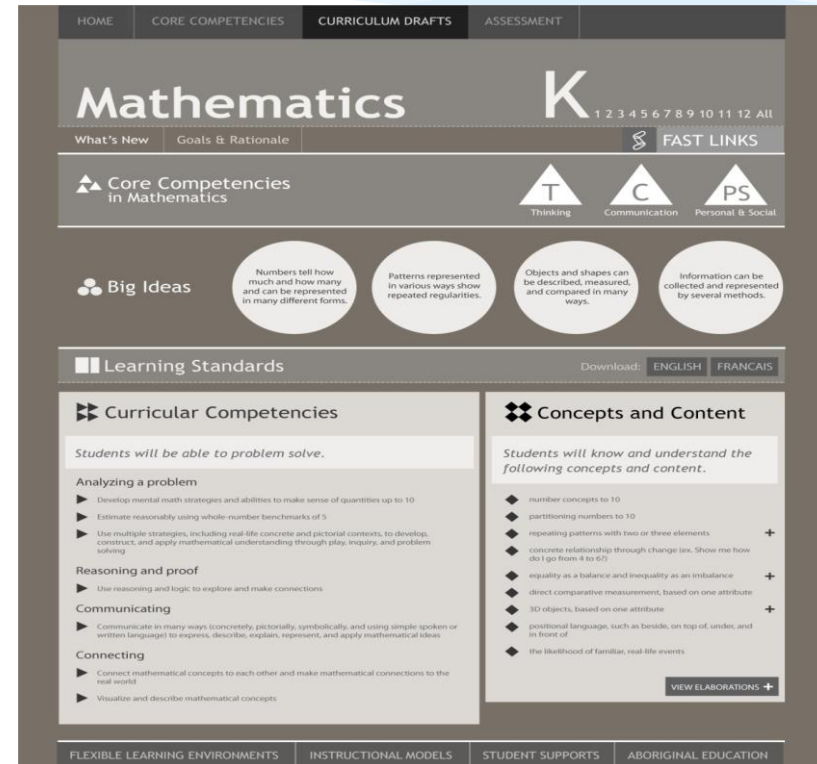 HOME CORE COMPETENCIES CURRICULUM DRAFTS ASSESSMENT
Mathematics
K 1 2 3 4 5 6 7 8 9 10 11 12 All
What's New Goals & Rationale
FAST LINKS
Core Competencies
in Mathematics
T
Thinking
C
Communication
PS
Personal & Social
Big Ideas
Numbers tell how
much and how many
and can be represented
in many different forms.
Patterns represented
in various ways show
repeated regularities.
Objects and shapes can
be described, measured,
and compared in many
ways.
Information can be
collected and represented
by several methods.
Learning Standards
Download: ENGLISH FRANCAIS
Curricular Competencies
Students will be able to problem solve.
Analyzing a problem
Develop mental math strategies and abilities to make sense of quantities up to 10
Estimate reasonably using whole-number benchmarks of 5
Use multiple strategies, including real-life concrete and pictorial contexts, to develop,
construct, and apply mathematical understanding through play, inquiry, and problem
solving
Reasoning and proof
Use reasoning and logic to explore and make connections
Communicating
Communicate in many ways (concretely, pictorially, symbolically, and using simple spoken or
written language) to express, describe, explain, represent, and apply mathematical ideas
Connecting
Connect mathematical concepts to each other and make mathematical connections to the
real world
Visualize and describe mathematical concepts
Concepts and Content
Students will know and understand the
following concepts and content.
number concepts to 10
partitioning numbers to 10
repeating patterns with two or three elements +
concrete relationship through change (ex. Show me how
do I go from 4 to 6?)
equality as a balance and inequality as an imbalance +
direct comparative measurement, based on one attribute
3D objects, based on one attribute +
positional language, such as beside, on top of, under, and
in front of
the likelihood of familiar, real-life events
VIEW ELABORATIONS +
FLEXIBLE LEARNING ENVIRONMENTS INSTRUCTIONAL MODELS STUDENT SUPPORTS ABORIGINAL EDUCATION